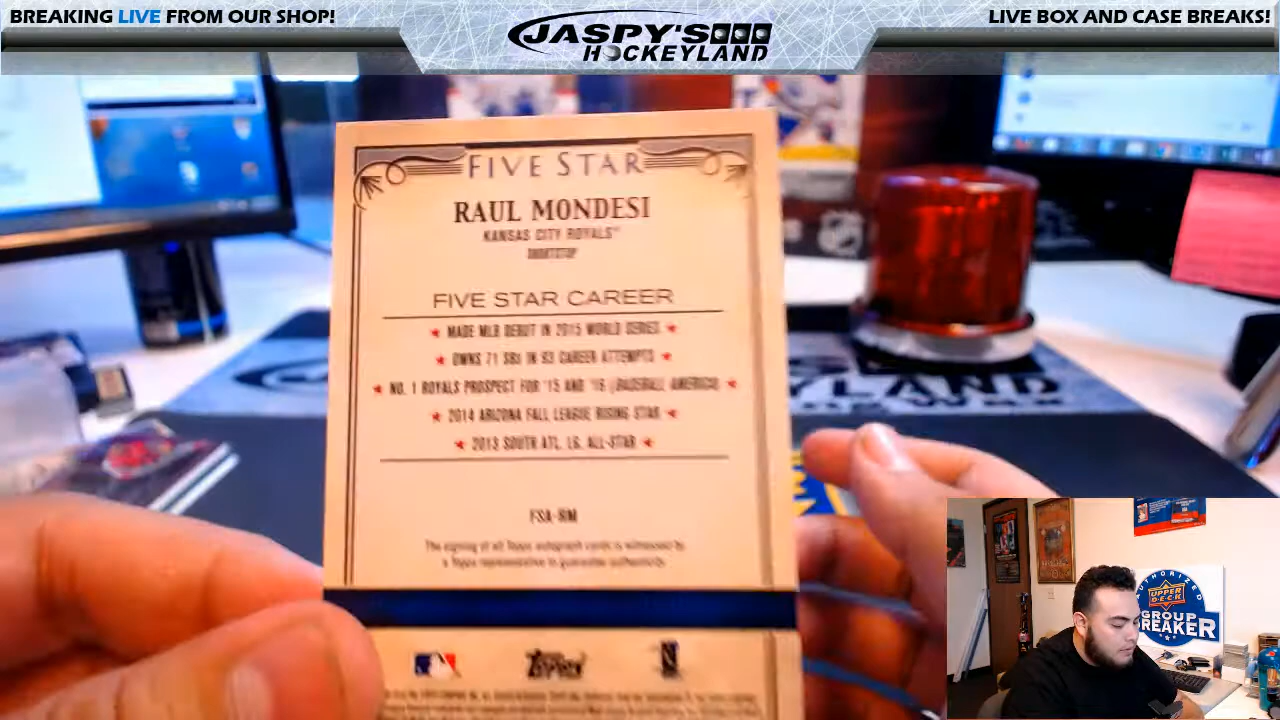 BREAKING LIVE FROM OUR SHOP!
JASPY'S
HOCKEYLAND
LIVE BOX AND CASE BREAKS!
FIVE STAR
RAUL MONDESI
KANSAS CITY ROYALS™
SHORTSTOP
FIVE STAR CAREER
★ MADE MLB DEBUT IN 2015 WORLD SERIES ★
★ OWNS 71 SBs IN 83 CAREER ATTEMPTS ★
★ NO. 1 ROYALS PROSPECT FOR '15 AND '16 (BASEBALL AMERICA) ★
★ 2014 ARIZONA FALL LEAGUE RISING STAR ★
★ 2013 SOUTH ATL. LG. ALL-STAR ★
FSA-RM
The signing of all Topps autograph cards is witnessed by
a Topps representative to guarantee authenticity.
Topps
AUTHORIZED
UPPER DECK
GROUP
BREAKER